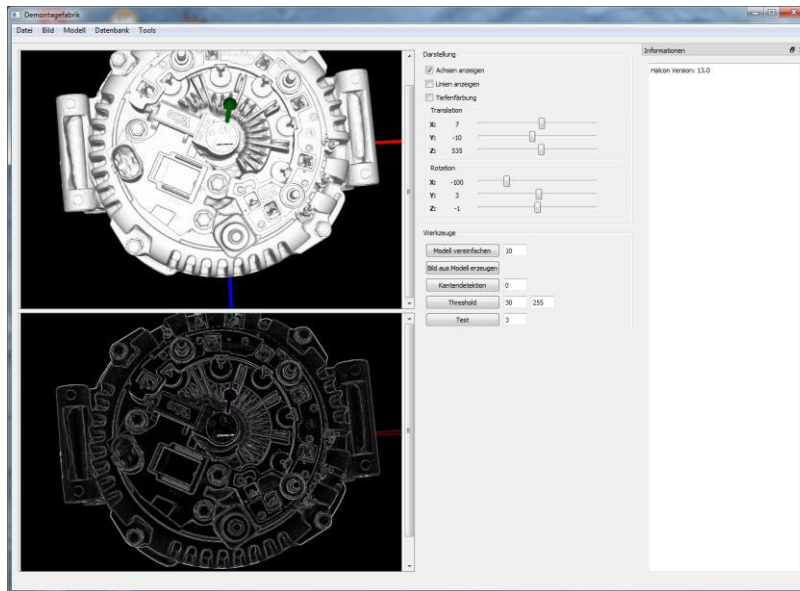 Demontagefabrik
Datei Bild Modell Datenbank Tools
Darstellung
Achsen anzeigen
Linien anzeigen
Tiefenfärbung
Translation
X: 7
Y: -10
Z: 535
Rotation
X: -100
Y: 3
Z: -1
Werkzeuge
Modell vereinfachen 10
Bild aus Modell erzeugen
Kantendetektion 0
Threshold 30 255
Test 3
Informationen
Halcon Version: 13.0